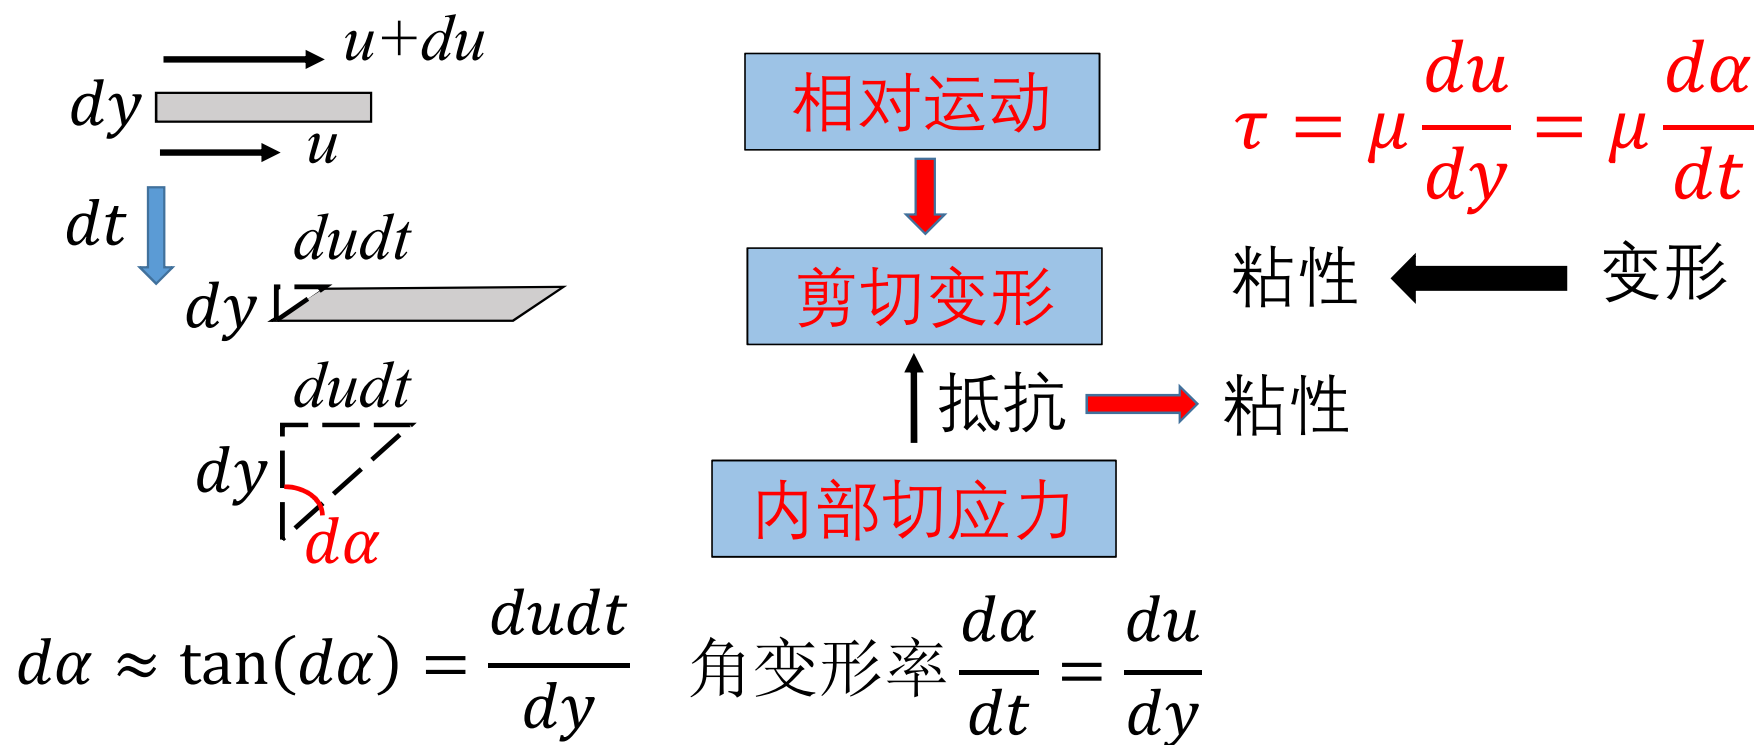 u+du
dy
u
dt
dudt
dy
dudt
dy
dα
dα ≈ tan(dα) = dudt/dy
相对运动
剪切变形
抵抗
粘性
内部切应力
角变形率 dα/dt = du/dy
τ = μ du/dy = μ dα/dt
粘性
变形